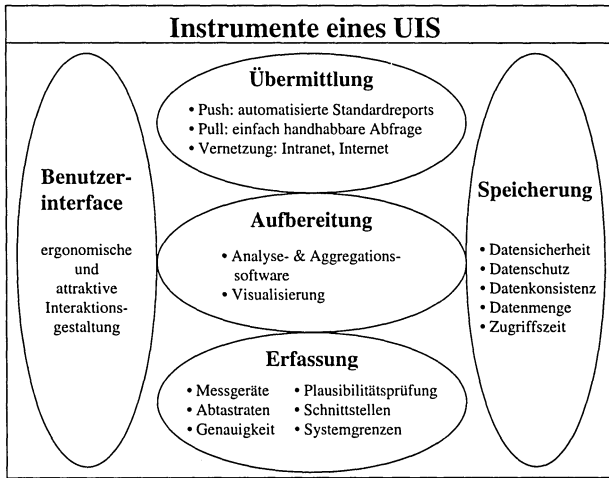 Instrumente eines UIS
Übermittlung
• Push: automatisierte Standardreports
• Pull: einfach handhabbare Abfrage
• Vernetzung: Intranet, Internet
Benutzer-
interface
ergonomische
und
attraktive
Interaktions-
gestaltung
Aufbereitung
• Analyse- & Aggregations-
software
• Visualisierung
Speicherung
• Datensicherheit
• Datenschutz
• Datenkonsistenz
• Datenmenge
• Zugriffszeit
Erfassung
• Messgeräte • Plausibilitätsprüfung
• Abtastraten • Schnittstellen
• Genauigkeit • Systemgrenzen